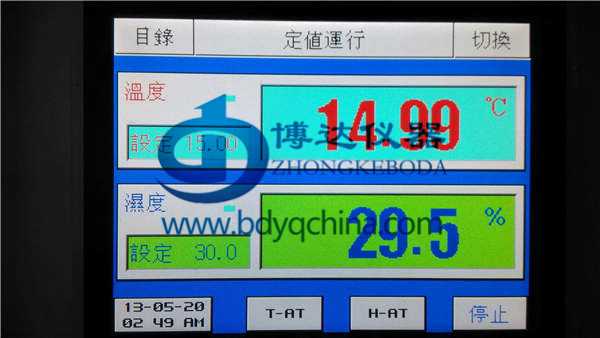 目錄 定值運行 切換
溫度
14.99 ℃
設定 15.00
博达仪器
ZHONGKEBODA
濕度
www.bdyqchina.com
29.5 %
設定 30.0
13-05-20
02 49 AM
T-AT H-AT 停止